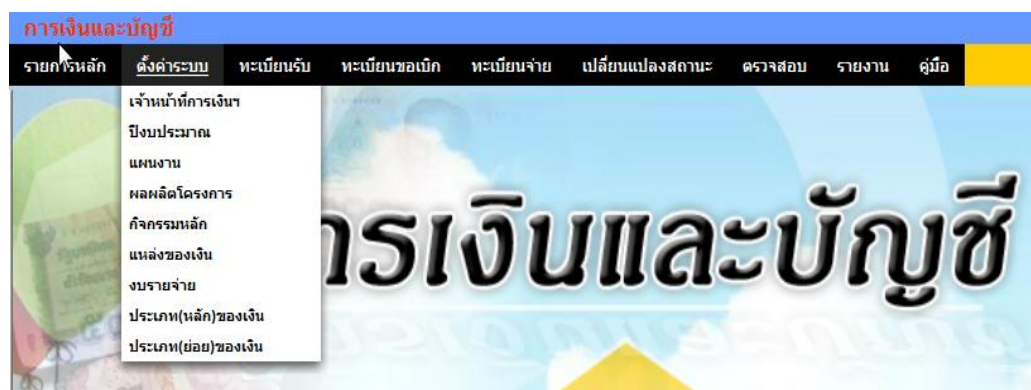 การเงินและบัญชี
รายการหลัก ตั้งค่าระบบ ทะเบียนรับ ทะเบียนขอเบิก ทะเบียนจ่าย เปลี่ยนแปลงสถานะ ตรวจสอบ รายงาน คู่มือ
เจ้าหน้าที่การเงินฯ
ปีงบประมาณ
แผนงาน
ผลผลิตโครงการ
กิจกรรมหลัก
แหล่งของเงิน
งบรายจ่าย
ประเภท(หลัก)ของเงิน
ประเภท(ย่อย)ของเงิน
ารเงินและบัญชี